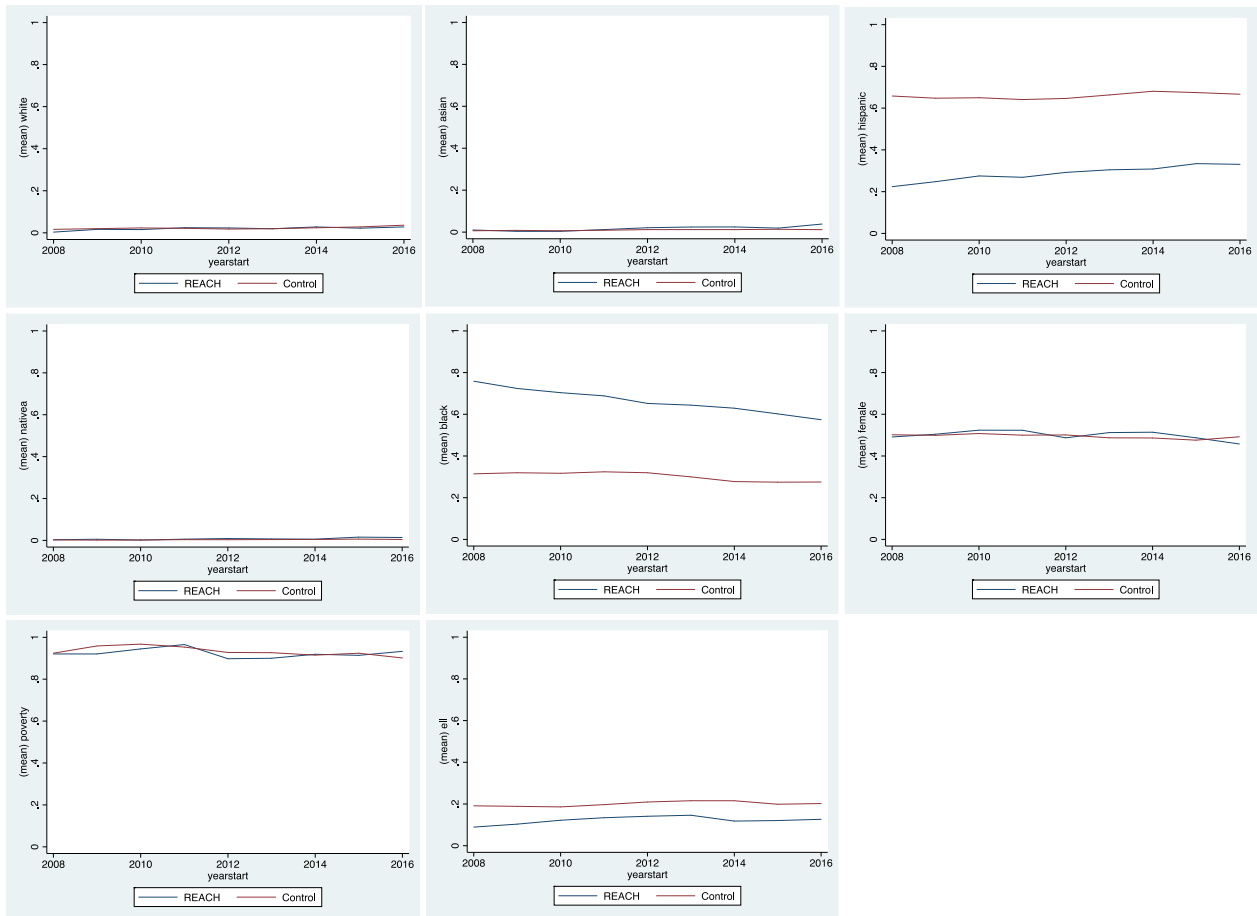 (mean) white
1
.8
.6
.4
.2
0
2008 2010 2012 2014 2016
yearstart
REACH Control
(mean) asian
1
.8
.6
.4
.2
0
2008 2010 2012 2014 2016
yearstart
REACH Control
(mean) hispanic
1
.8
.6
.4
.2
0
2008 2010 2012 2014 2016
yearstart
REACH Control
(mean) nativea
1
.8
.6
.4
.2
0
2008 2010 2012 2014 2016
yearstart
REACH Control
(mean) black
1
.8
.6
.4
.2
0
2008 2010 2012 2014 2016
yearstart
REACH Control
(mean) female
1
.8
.6
.4
.2
0
2008 2010 2012 2014 2016
yearstart
REACH Control
(mean) poverty
1
.8
.6
.4
.2
0
2008 2010 2012 2014 2016
yearstart
REACH Control
(mean) ell
1
.8
.6
.4
.2
0
2008 2010 2012 2014 2016
yearstart
REACH Control